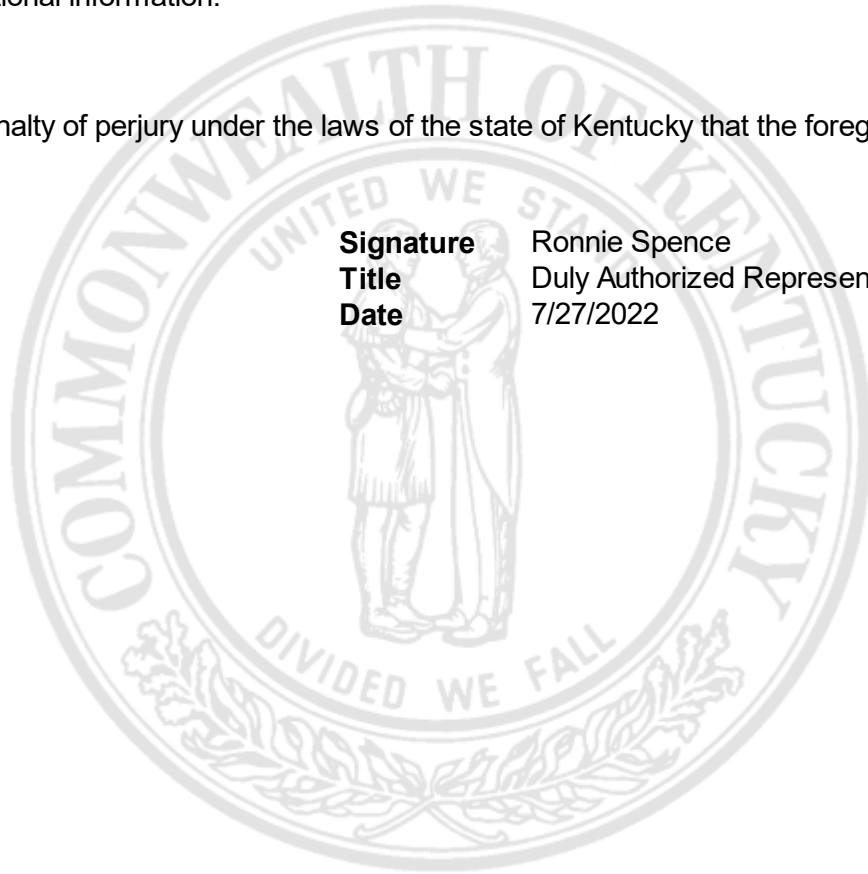 tional information.
nalty of perjury under the laws of the state of Kentucky that the foreg
Signature Ronnie Spence
Title Duly Authorized Represen
Date 7/27/2022
COMMONWEALTH OF KENTUCKY
UNITED WE STAND
DIVIDED WE FALL